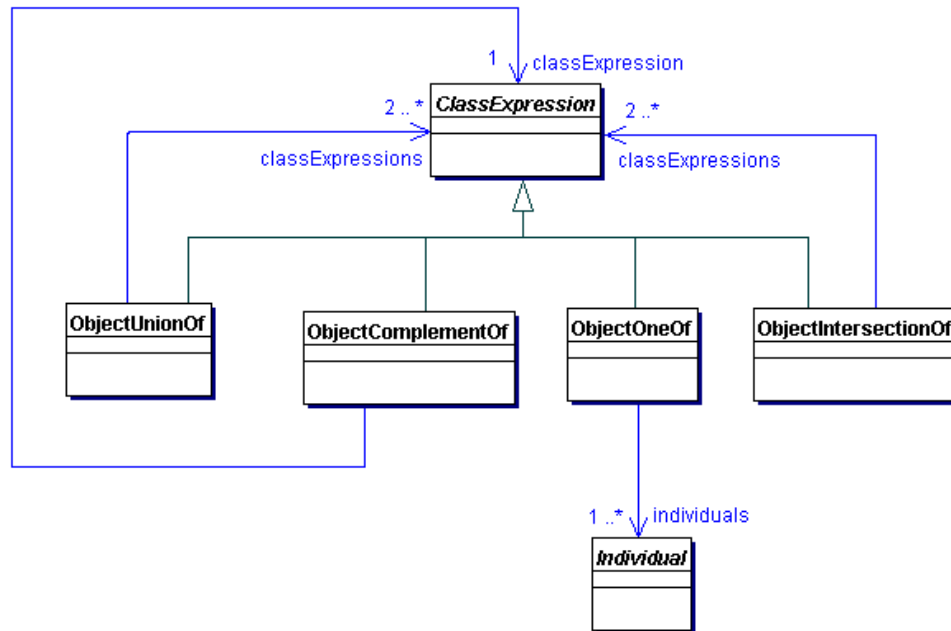 1
classExpression
2 ..*
ClassExpression
2..*
classExpressions
classExpressions
ObjectUnionOf
ObjectComplementOf
ObjectOneOf
ObjectIntersectionOf
1 ..*
individuals
Individual